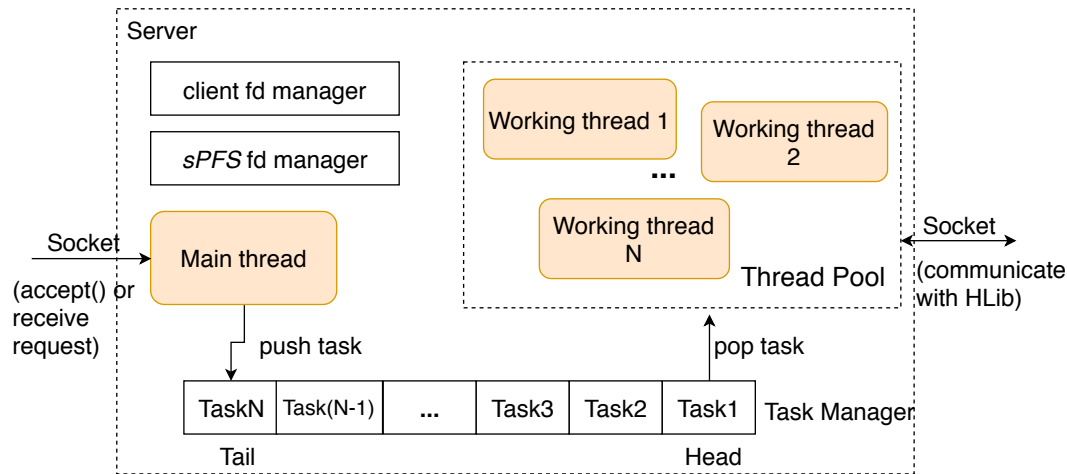 Server
client fd manager
sPFS fd manager
Working thread 1
Working thread
2
...
Working thread
N
Thread Pool
Socket
(accept() or
receive
request)
Main thread
Socket
(communicate
with HLib)
push task
pop task
TaskN
Task(N-1)
...
Task3
Task2
Task1
Task Manager
Tail
Head